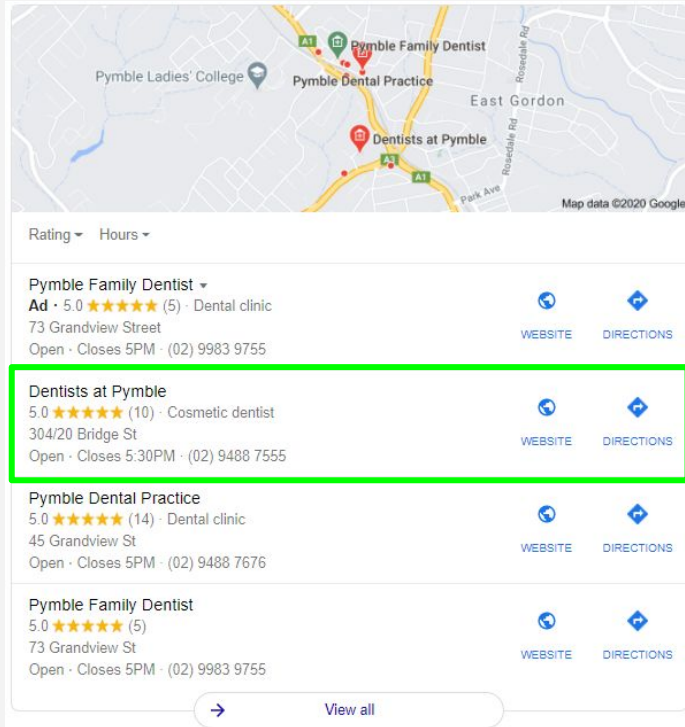 A1
Pymble Family Dentist
Pymble Ladies' College
Pymble Dental Practice
East Gordon
Rosedale Rd
Dentists at Pymble
Rosedale Rd
A3
A1
Park Ave
Map data ©2020 Google
Rating Hours
Pymble Family Dentist
Ad · 5.0 ★★★★★ (5) · Dental clinic
73 Grandview Street
Open · Closes 5PM · (02) 9983 9755
WEBSITE DIRECTIONS
Dentists at Pymble
5.0 ★★★★★ (10) · Cosmetic dentist
304/20 Bridge St
Open · Closes 5:30PM · (02) 9488 7555
WEBSITE DIRECTIONS
Pymble Dental Practice
5.0 ★★★★★ (14) · Dental clinic
45 Grandview St
Open · Closes 5PM · (02) 9488 7676
WEBSITE DIRECTIONS
Pymble Family Dentist
5.0 ★★★★★ (5)
73 Grandview St
Open · Closes 5PM · (02) 9983 9755
WEBSITE DIRECTIONS
→ View all